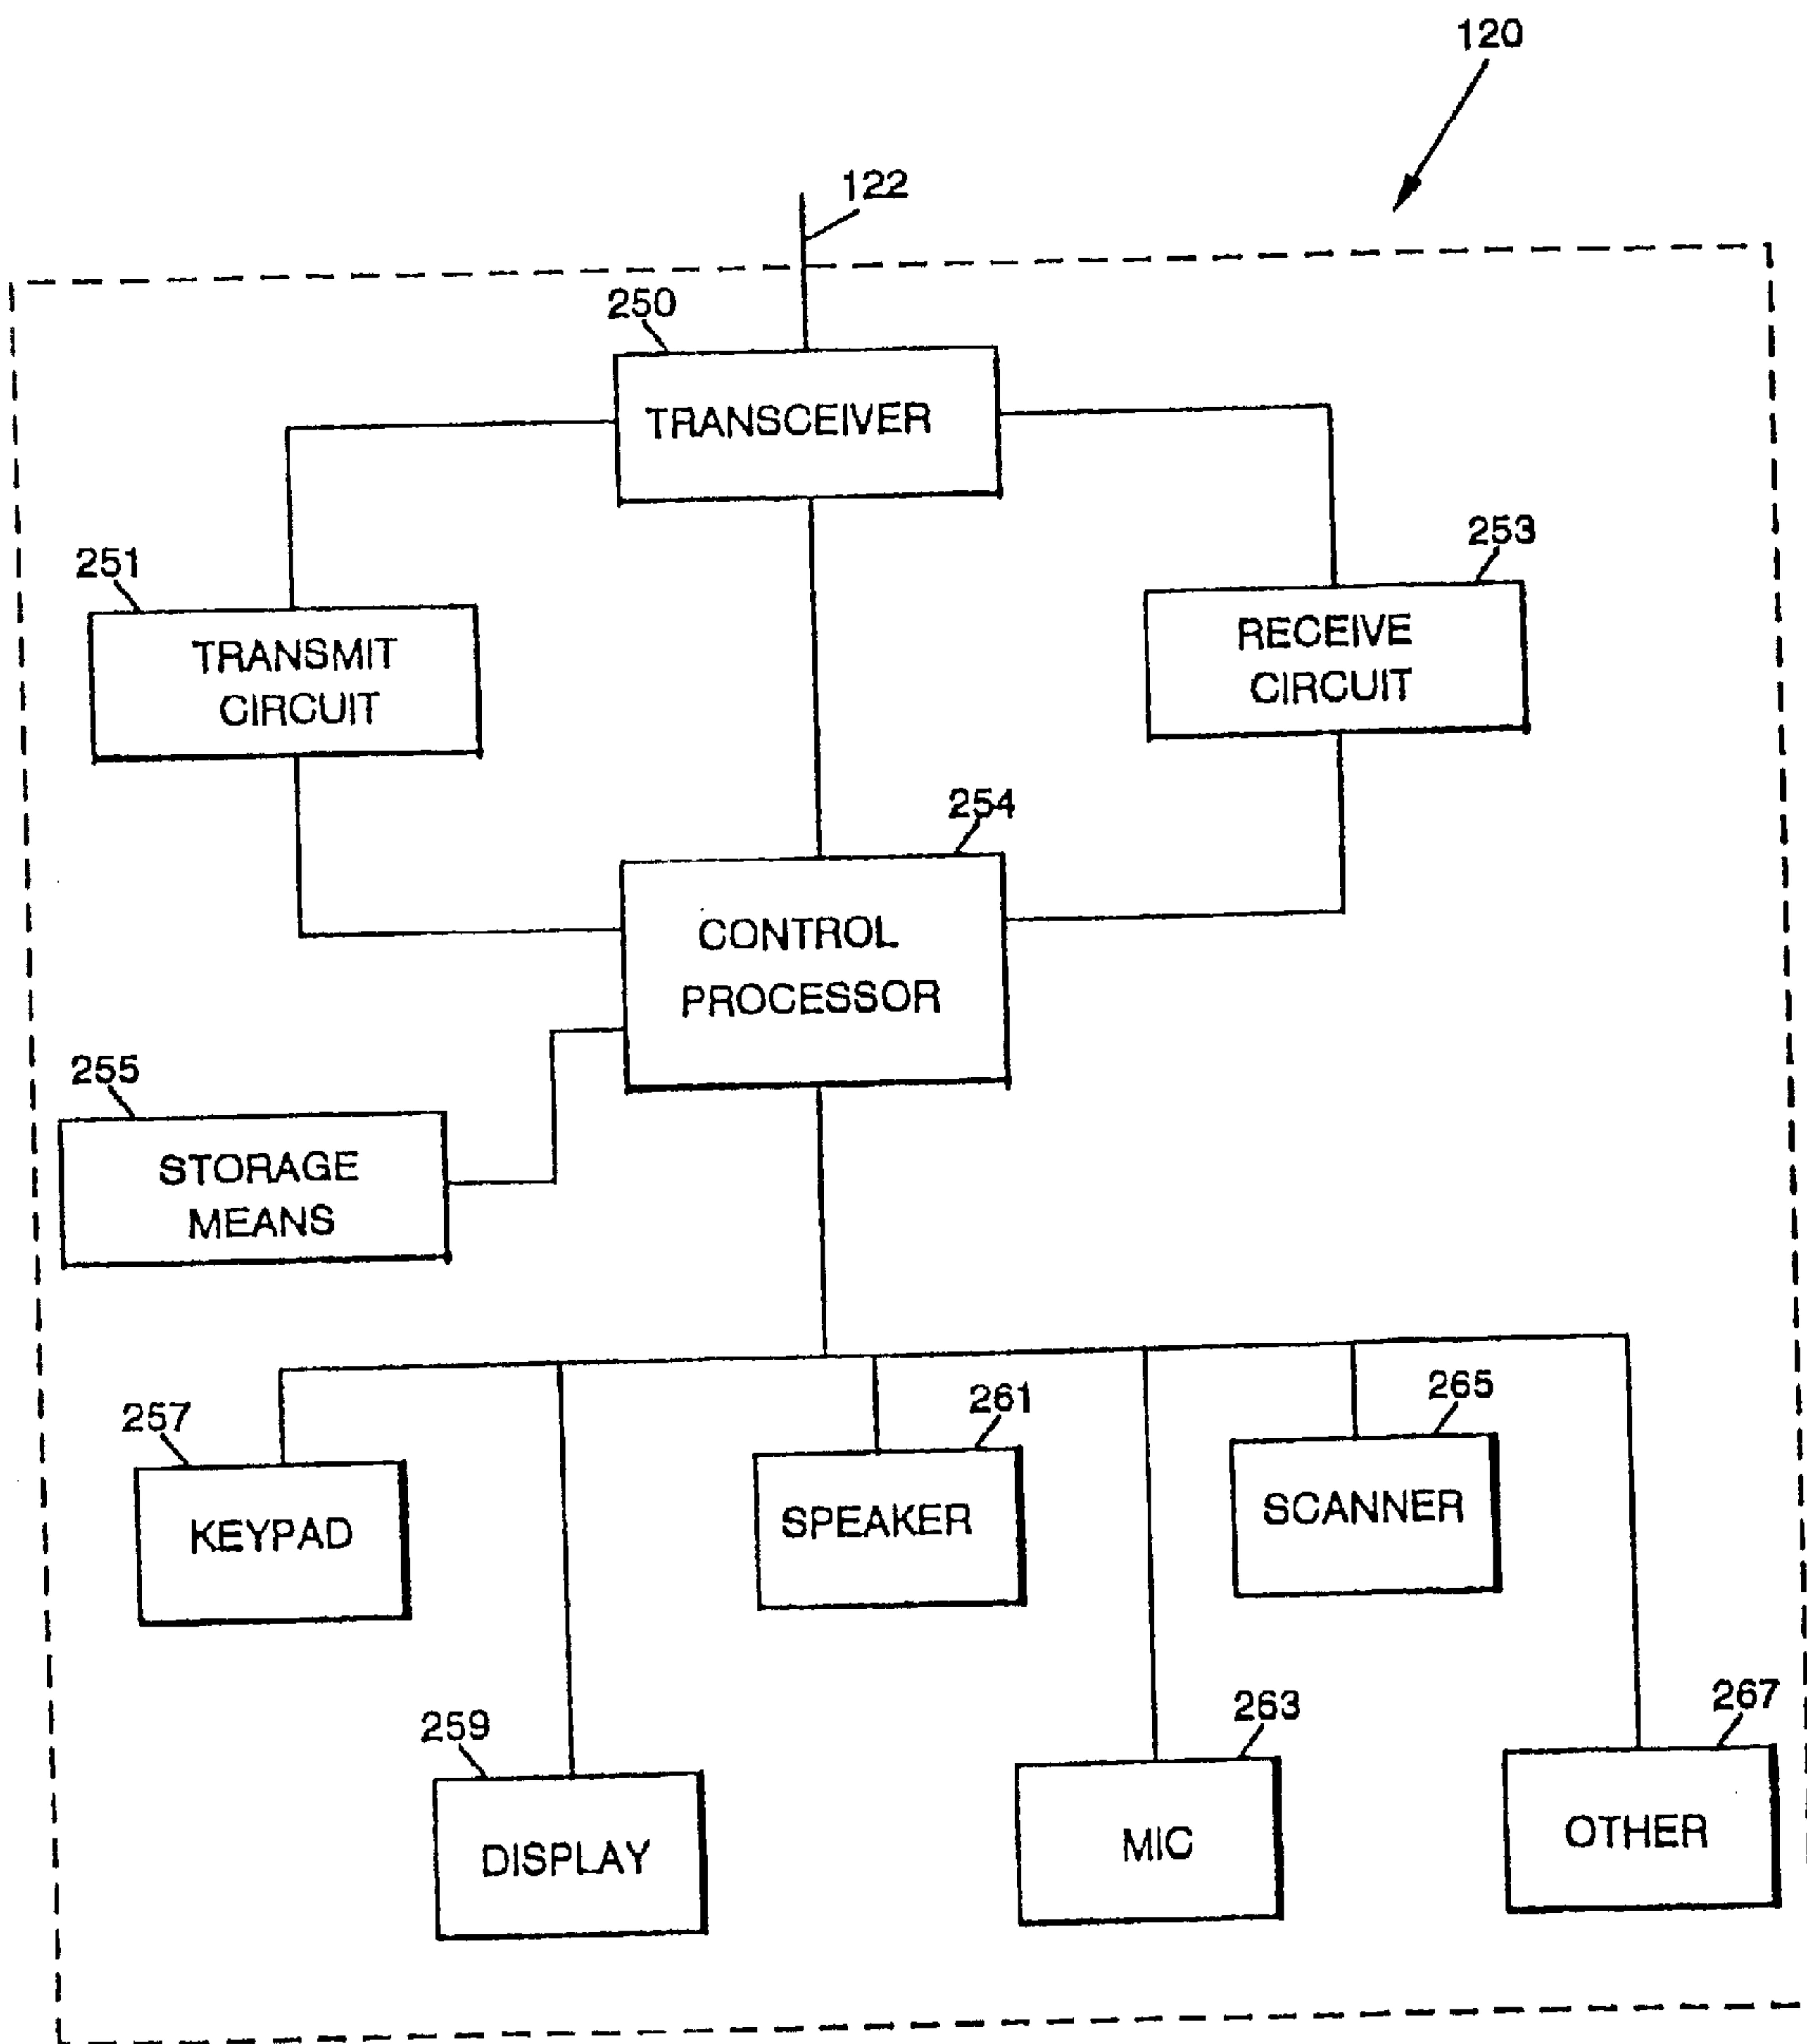 120
122
250
TRANSCEIVER
251
TRANSMIT
CIRCUIT
253
RECEIVE
CIRCUIT
254
CONTROL
PROCESSOR
255
STORAGE
MEANS
257
KEYPAD
261
SPEAKER
265
SCANNER
259
DISPLAY
263
MIC
267
OTHER